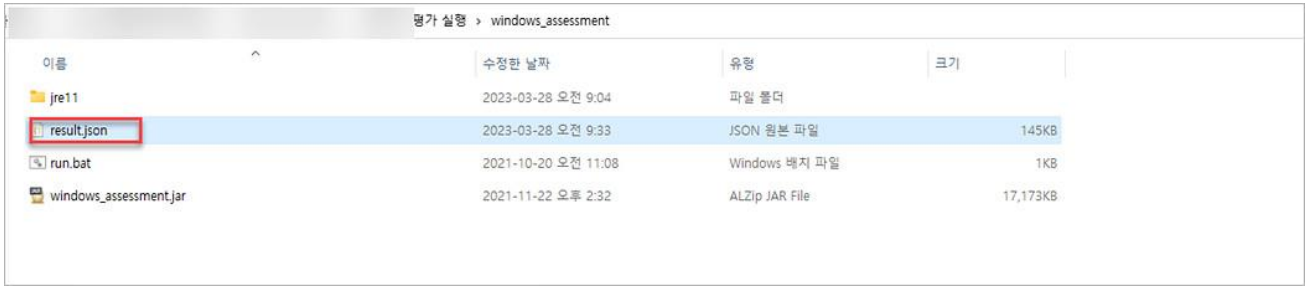 평가 실행 › windows_assessment
이름 수정한 날짜 유형 크기
jre11 2023-03-28 오전 9:04 파일 폴더
result.json 2023-03-28 오전 9:33 JSON 원본 파일 145KB
run.bat 2021-10-20 오전 11:08 Windows 배치 파일 1KB
windows_assessment.jar 2021-11-22 오후 2:32 ALZip JAR File 17,173KB